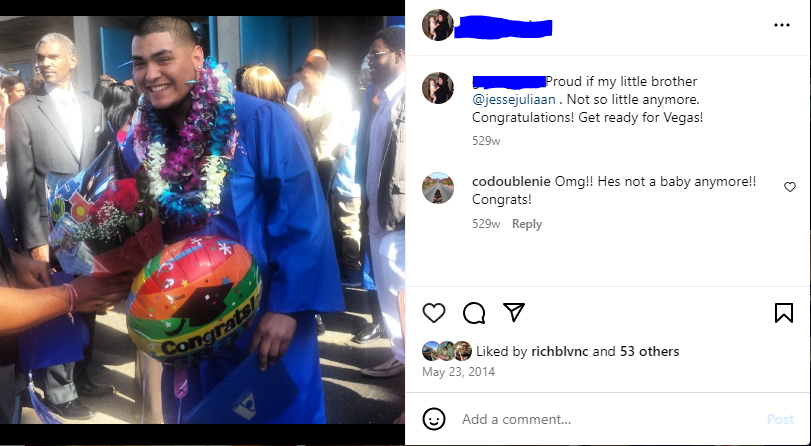 Proud if my little brother
@jessejuliaan . Not so little anymore.
Congratulations! Get ready for Vegas!
529w
codoublenie Omg!! Hes not a baby anymore!!
Congrats!
529w Reply
Congrats!
Liked by richblvnc and 53 others
May 23, 2014
Add a comment... Post